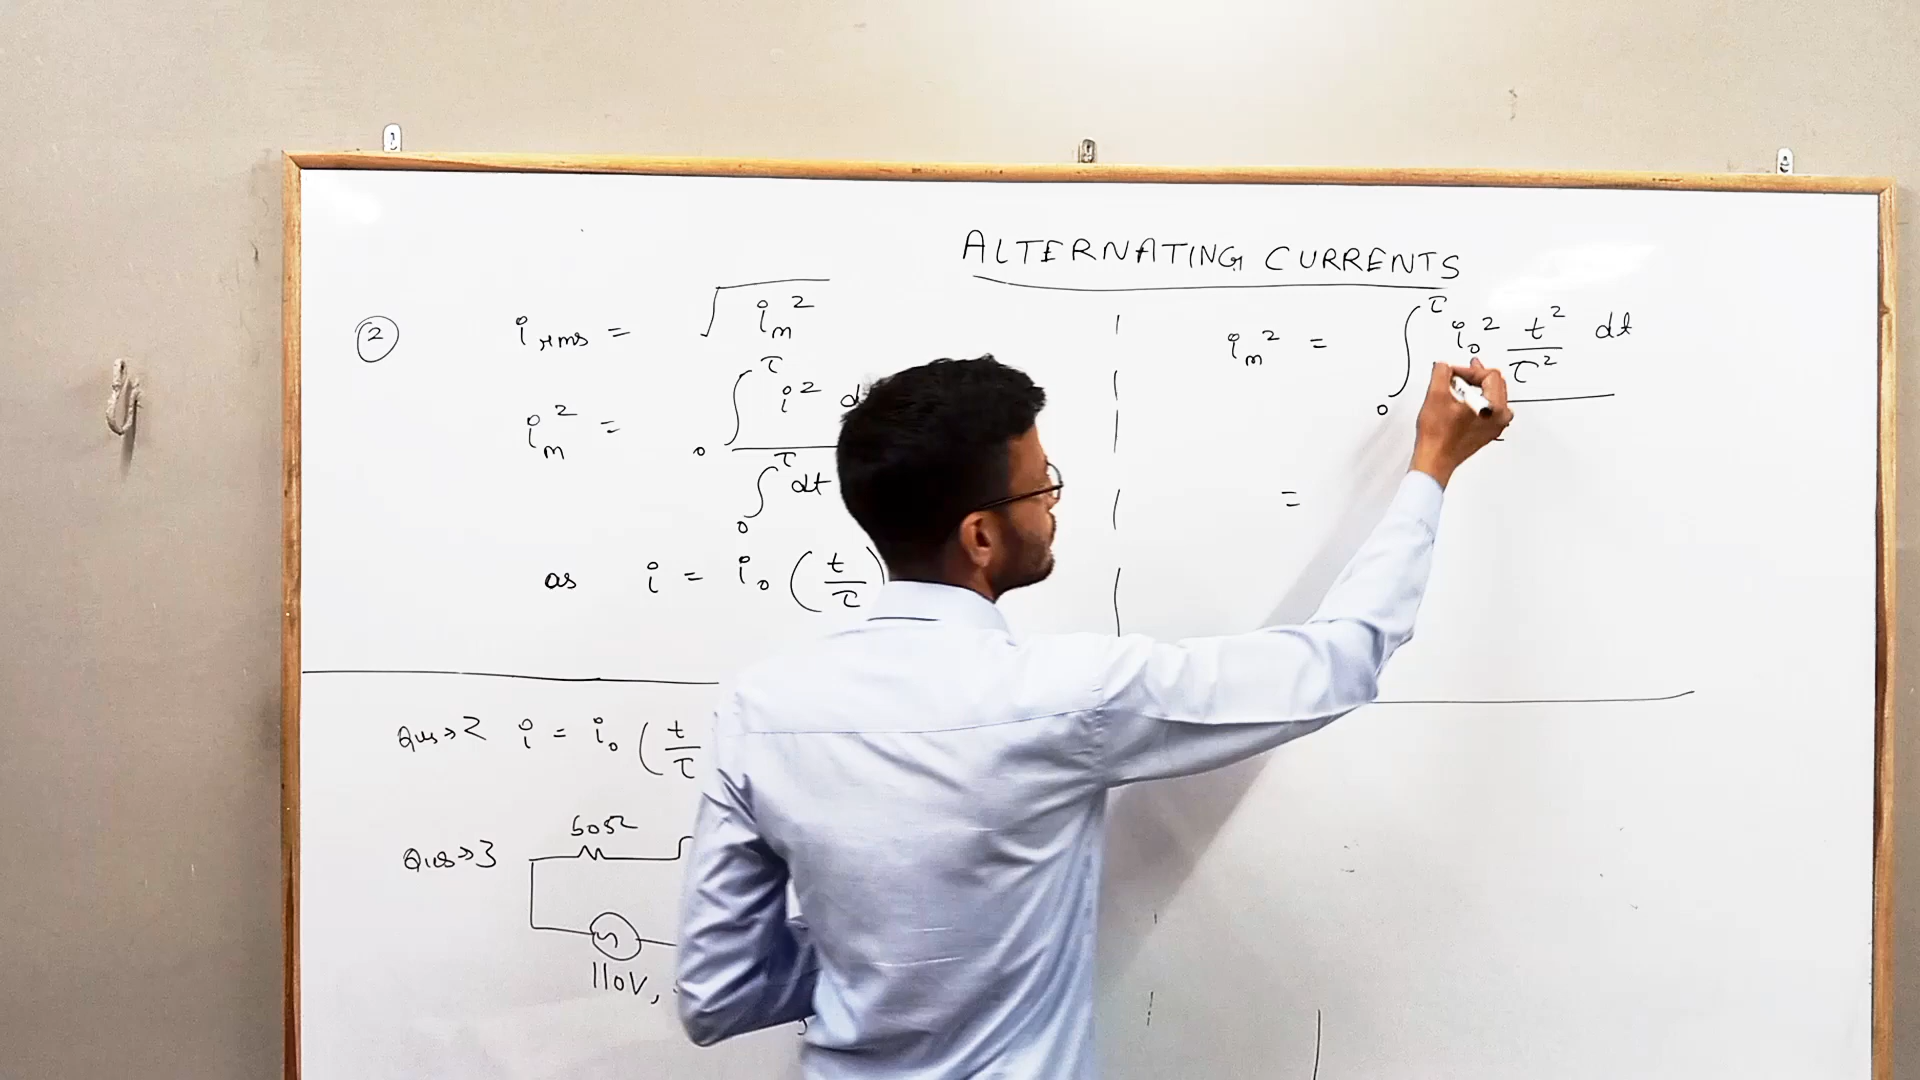 ALTERNATING CURRENTS
② i_rms = √(i_m²)
i_m² = ∫₀^τ i² d
∫₀^τ dt
as i = i₀ (t/τ)
i_m² = ∫₀^τ i₀² t²/τ² dt
=
Ques→2 i = i₀ (t/τ
Ques→3
50Ω
110V,